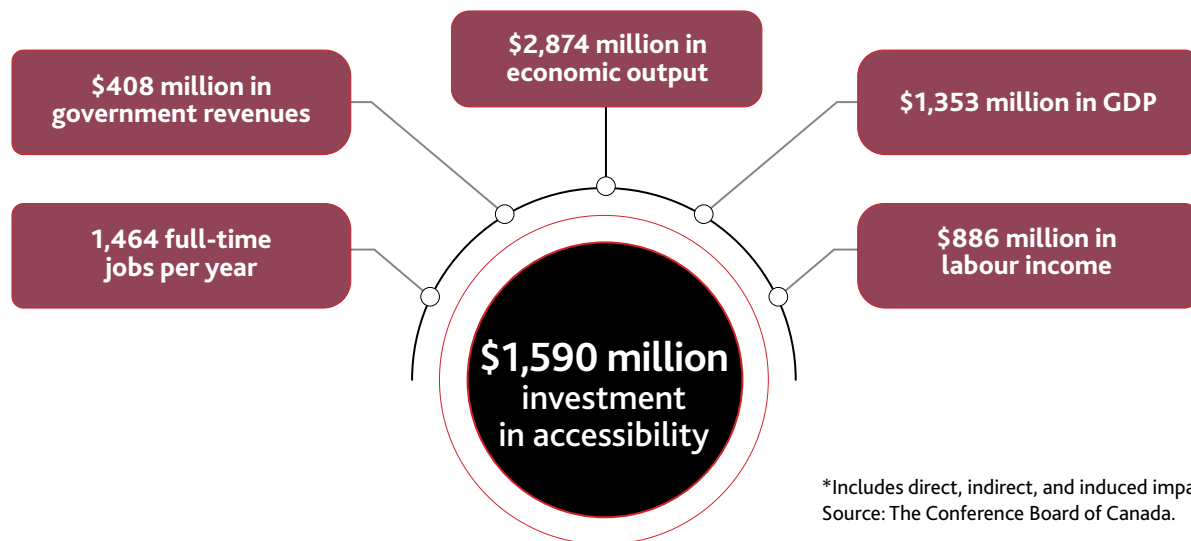 $2,874 million in
economic output
$408 million in
government revenues
$1,353 million in GDP
1,464 full-time
jobs per year
$886 million in
labour income
$1,590 million
investment
in accessibility
*Includes direct, indirect, and induced
Source: The Conference Board of Canada.